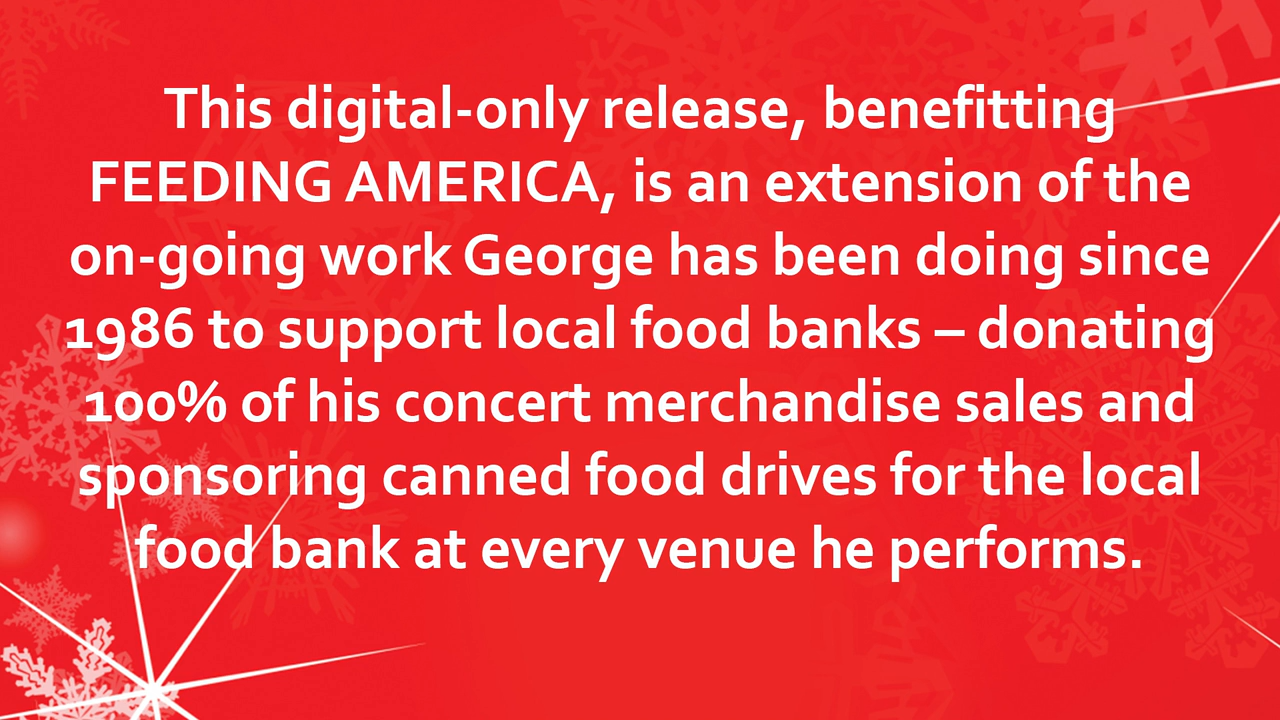 This digital-only release, benefitting
FEEDING AMERICA, is an extension of the
on-going work George has been doing since
1986 to support local food banks – donating
100% of his concert merchandise sales and
sponsoring canned food drives for the local
food bank at every venue he performs.